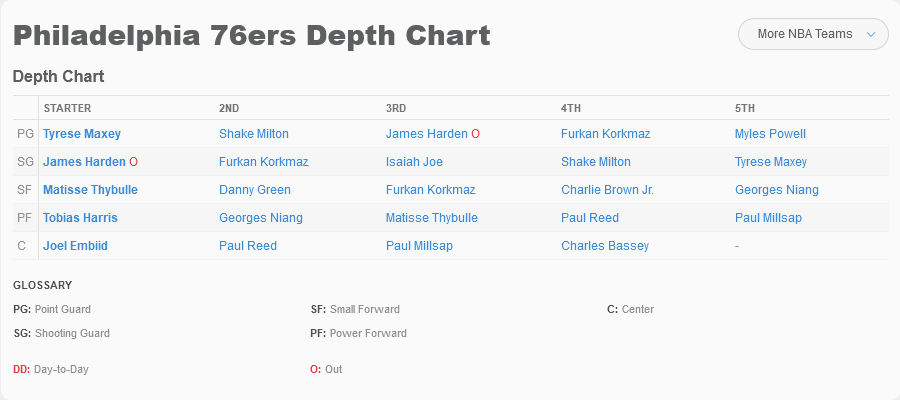 Philadelphia 76ers Depth Chart
More NBA Teams
Depth Chart
STARTER 2ND 3RD 4TH 5TH
PG Tyrese Maxey Shake Milton James Harden O Furkan Korkmaz Myles Powell
SG James Harden O Furkan Korkmaz Isaiah Joe Shake Milton Tyrese Maxey
SF Matisse Thybulle Danny Green Furkan Korkmaz Charlie Brown Jr. Georges Niang
PF Tobias Harris Georges Niang Matisse Thybulle Paul Reed Paul Millsap
C Joel Embiid Paul Reed Paul Millsap Charles Bassey -
GLOSSARY
PG: Point Guard SF: Small Forward C: Center
SG: Shooting Guard PF: Power Forward
DD: Day-to-Day O: Out